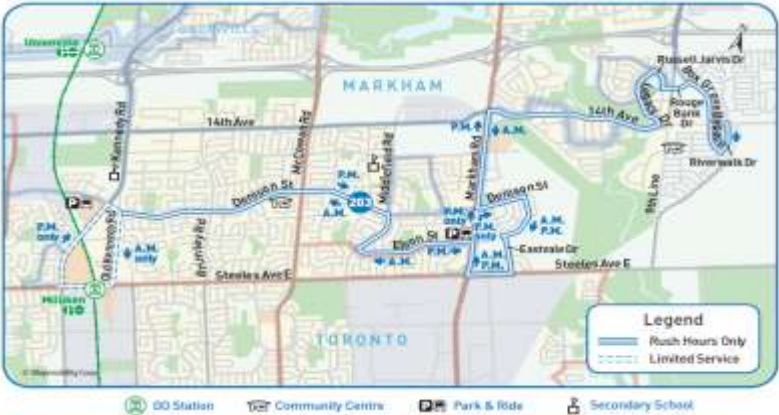 Unionville
GO
MARKHAM
Russell Jarvis Dr
Rouge
Bank
Dr
14th Ave
14th Ave
Kennedy Rd
McCowan Rd
Middlefield Rd
Markham Rd
P.M.
A.M.
Riverwalk Dr
9th Line
P.M.
203
A.M.
Denison St
Denison St
P.M.
only
A.M.
only
Old Kennedy Rd
Brimley Rd
Elson St
P.M.
only
P.M.
only
A.M.
P.M.
Eastvale Dr
A.M.
P.M.
A.M.
P.M.
Steeles Ave E
Steeles Ave E
Milliken
GO
TORONTO
Legend
Rush Hours Only
Limited Service
GO Station
Community Centre
Park & Ride
Secondary School